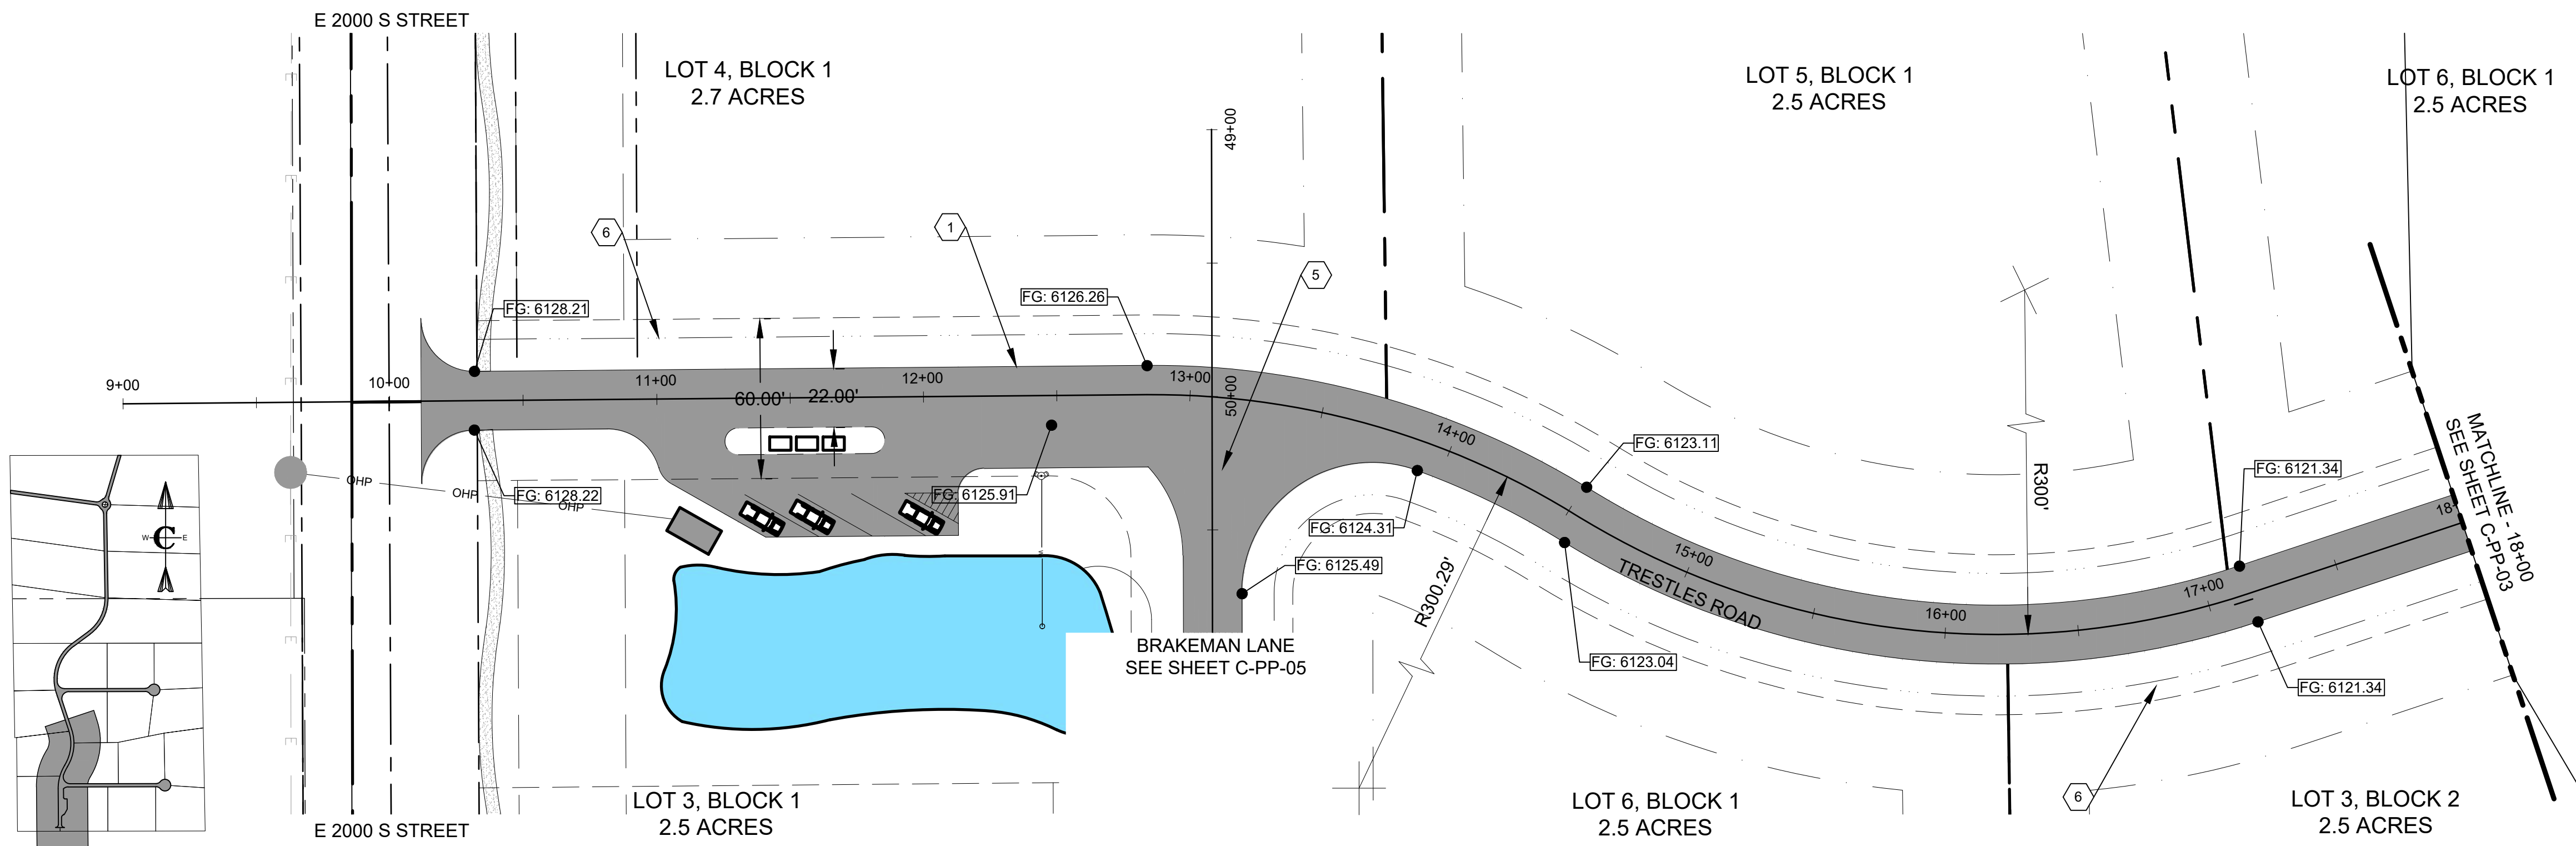 E 2000 S STREET
LOT 4, BLOCK 1
2.7 ACRES
LOT 5, BLOCK 1
2.5 ACRES
LOT 6, BLOCK 1
2.5 ACRES
49+00
6
1
5
FG: 6128.21
FG: 6126.26
9+00
10+00
11+00
12+00
13+00
50+00
60.00'
22.00'
14+00
FG: 6123.11
MATCHLINE - 18+00
SEE SHEET C-PP-03
FG: 6121.34
R300'
OHP
OHP
OHP
FG: 6128.22
FG: 6125.91
18+
FG: 6124.31
W
C
E
15+00
FG: 6125.49
R300.29'
TRESTLES ROAD
17+00
16+00
BRAKEMAN LANE
SEE SHEET C-PP-05
FG: 6123.04
FG: 6121.34
6
LOT 3, BLOCK 1
2.5 ACRES
LOT 6, BLOCK 1
2.5 ACRES
LOT 3, BLOCK 2
2.5 ACRES
E 2000 S STREET